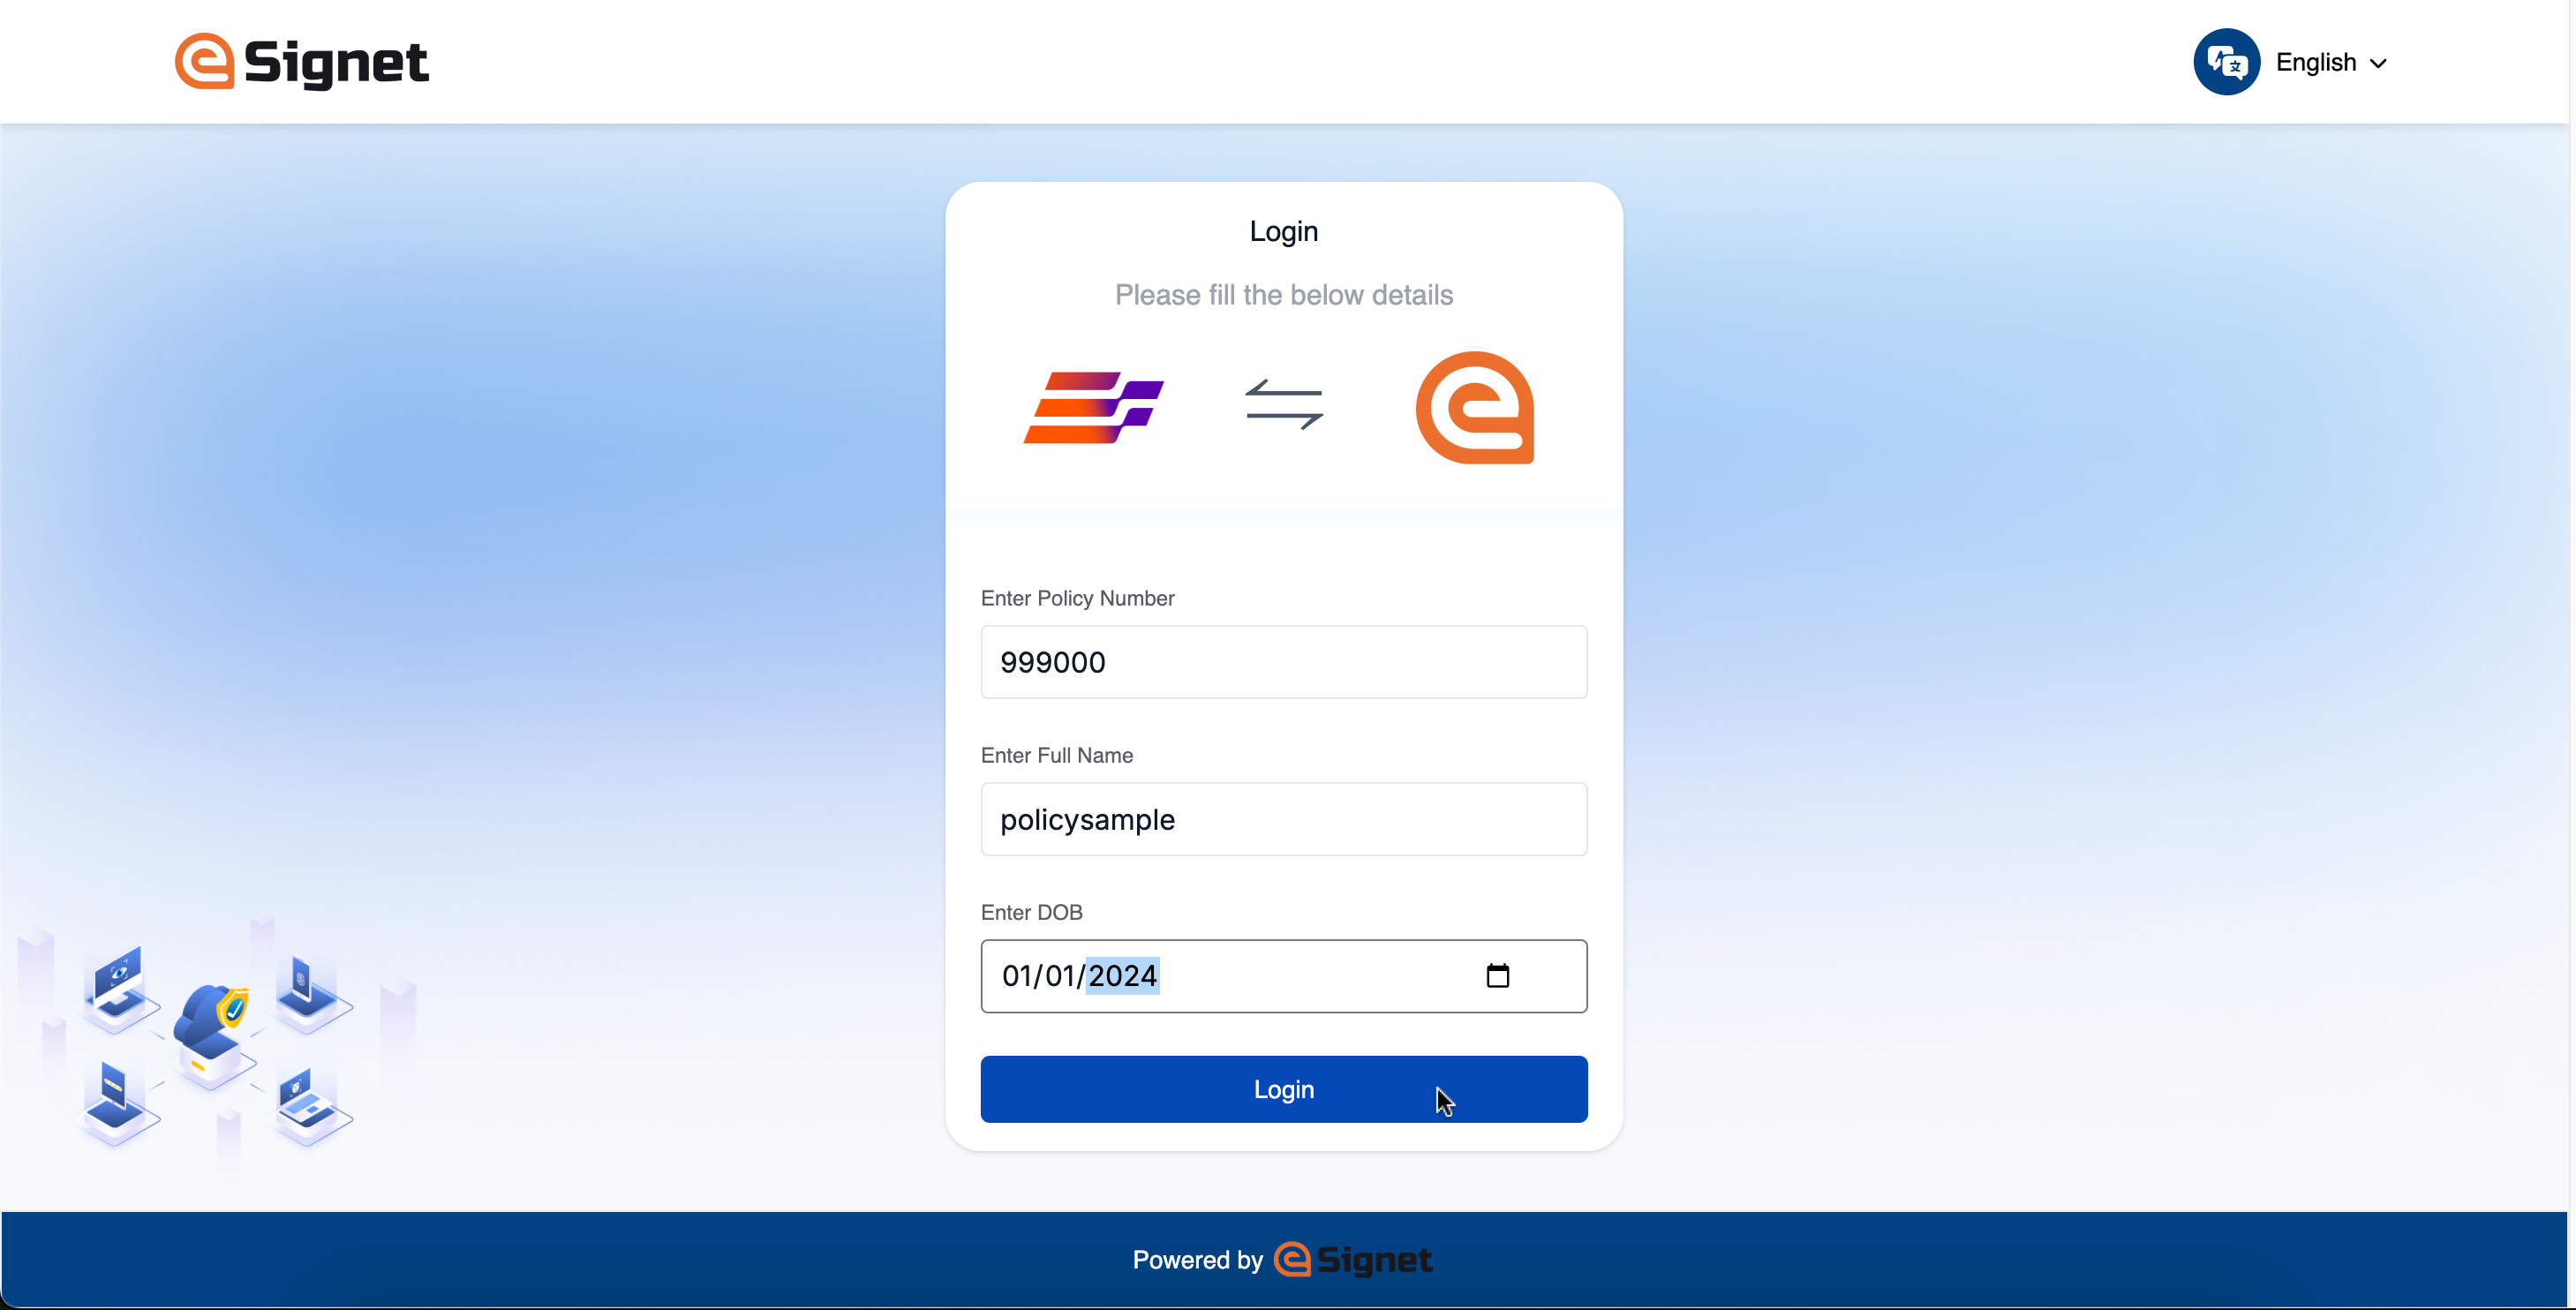 Signet
English
Login
Please fill the below details
Enter Policy Number
999000
Enter Full Name
policysample
Enter DOB
01/01/2024
Login
Powered by Signet